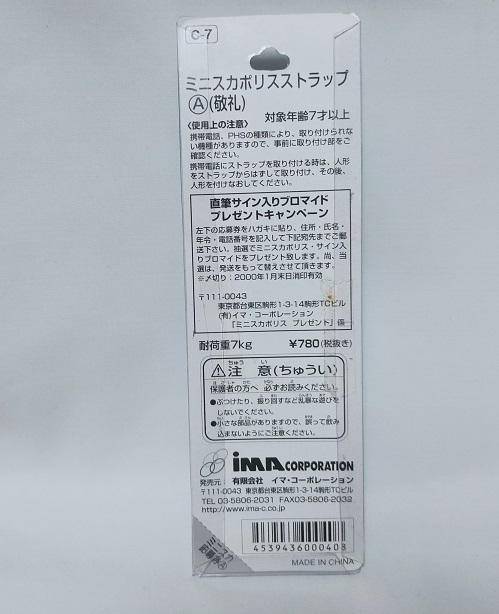 C-7
ミニスカポリスストラップ
Ⓐ(敬礼)
対象年齢7才以上
〈使用上の注意〉
携帯電話、PHSの種類により、取り付けられな
い機種がありますので、事前に取り付け部をご
確認ください。
携帯電話にストラップを取り付ける時は、人形
をストラップからはずして取り付け、その後、
人形を付けなおしてください。
直筆サイン入りブロマイド
プレゼントキャンペーン
左下の応募券をハガキに貼り、住所・氏名・
年令・電話番号を記入して下記宛先までご郵
送下さい。抽選でミニスカポリス・サイン入
りブロマイドをプレゼント致します。尚、当
選は、発送をもって替えさせて頂きます。
※〆切り:2000年1月末日消印有効
〒111-0043
東京都台東区駒形1-3-14駒形TCビル
(有)イマ・コーポレーション
「ミニスカポリス プレゼント」係
耐荷重7kg ¥780(税抜き)
⚠注 意(ちゅうい)
保護者の方へ 必ずお読みください。
●ぶつけたり、振り回すなど乱暴な遊びを
しないでください。
●小さな部品がありますので、誤って飲み
込まないようにご注意ください。
iMA CORPORATION
発売元: 有限会社 イマ・コーポレーション
〒111-0043 東京都台東区駒形1-3-14駒形TCビル
TEL 03-5806-2031 FAX03-5806-2032
http://www.ima-c.co.jp
ミニスカ
応募券Ⓐ
4539436000408
MADE IN CHINA